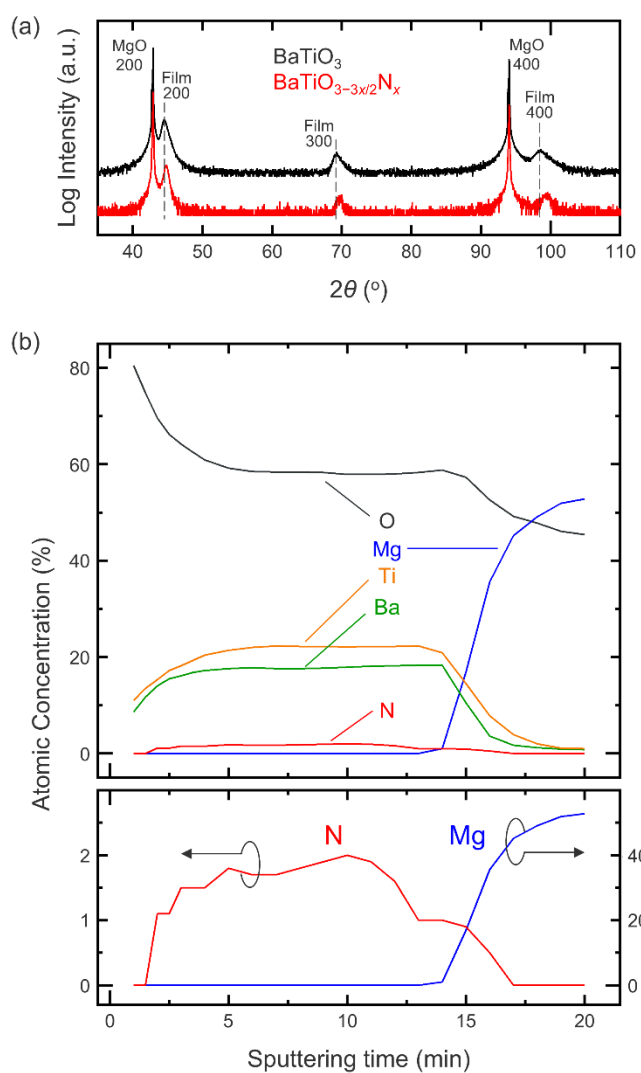 (a)
MgO
200
Film
200
BaTiO3
BaTiO3−3x/2Nx
Film
300
MgO
400
Film
400
Log Intensity (a.u.)
40 50 60 70 80 90 100 110
2θ (o)
(b)
80
60
40
20
0
O
Mg
Ti
Ba
N
Atomic Concentration (%)
N
Mg
2
1
0
40
20
0
0 5 10 15 20
Sputtering time (min)